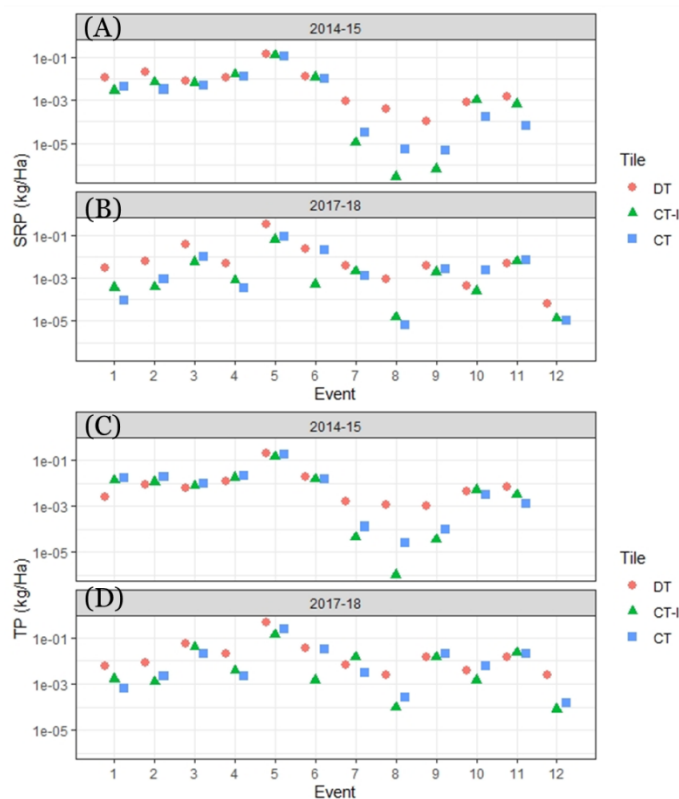 (A)
2014-15
1e-01
1e-03
1e-05
(B)
2017-18
1e-01
1e-03
1e-05
SRP (kg/Ha)
1 2 3 4 5 6 7 8 9 10 11 12
Event
Tile
DT
CT-I
CT
(C)
2014-15
1e-01
1e-03
1e-05
(D)
2017-18
1e-01
1e-03
1e-05
TP (kg/Ha)
1 2 3 4 5 6 7 8 9 10 11 12
Event
Tile
DT
CT-I
CT